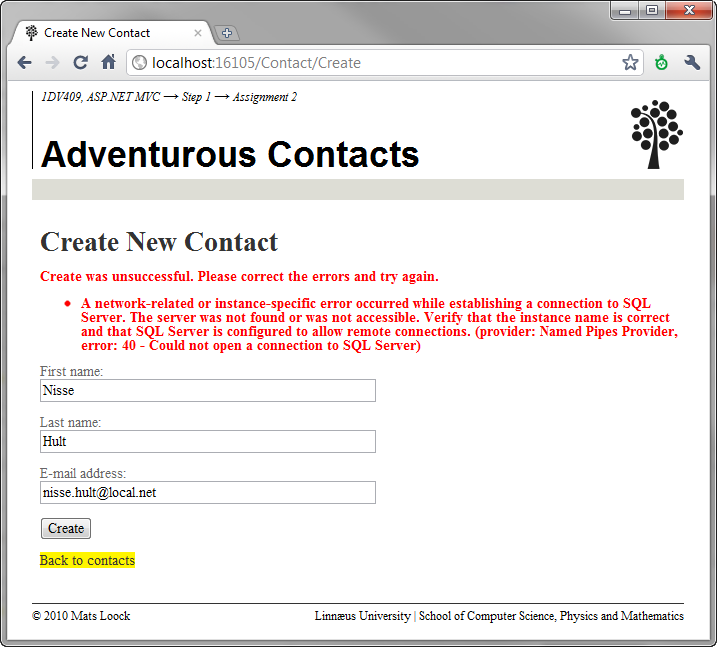 Create New Contact
localhost:16105/Contact/Create
1DV409, ASP.NET MVC → Step 1 → Assignment 2
Adventurous Contacts
Create New Contact
Create was unsuccessful. Please correct the errors and try again.
• A network-related or instance-specific error occurred while establishing a connection to SQL
Server. The server was not found or was not accessible. Verify that the instance name is correct
and that SQL Server is configured to allow remote connections. (provider: Named Pipes Provider,
error: 40 - Could not open a connection to SQL Server)
First name:
Nisse
Last name:
Hult
E-mail address:
nisse.hult@local.net
Create
Back to contacts
© 2010 Mats Loock
Linnæus University | School of Computer Science, Physics and Mathematics